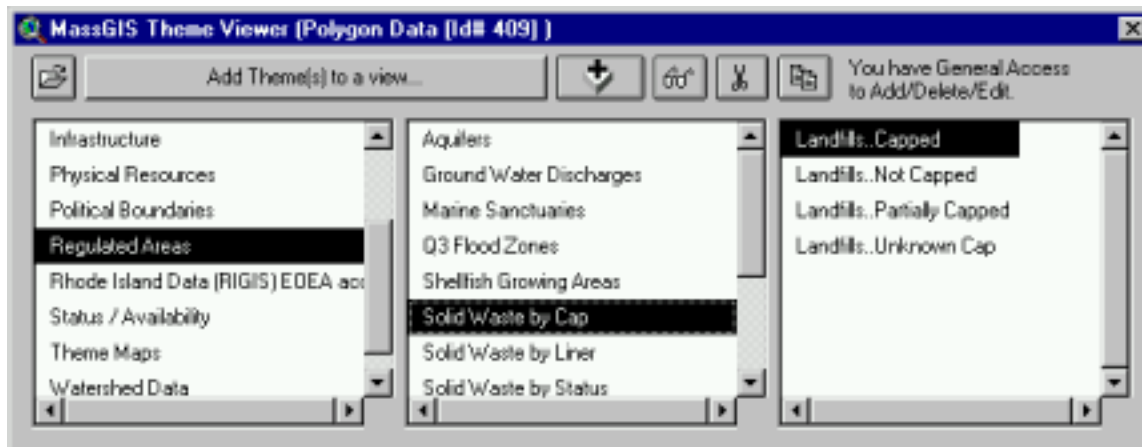 MassGIS Theme Viewer (Polygon Data [Id# 409] )
Add Theme(s) to a view...
You have General Access
to Add/Delete/Edit.
Infrastructure
Physical Resources
Political Boundaries
Regulated Areas
Rhode Island Data (RIGIS) EOEA acc
Status / Availability
Theme Maps
Watershed Data
Aquifers
Ground Water Discharges
Marine Sanctuaries
Q3 Flood Zones
Shellfish Growing Areas
Solid Waste by Cap
Solid Waste by Liner
Solid Waste by Status
Landfills..Capped
Landfills..Not Capped
Landfills..Partially Capped
Landfills..Unknown Cap